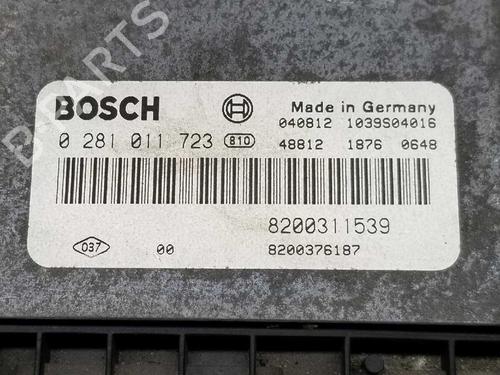 B-PARTS
BOSCH
Made in Germany
040812 1039S04016
0 281 011 723 810
48812 1876 0648
8200311539
037 00 8200376187